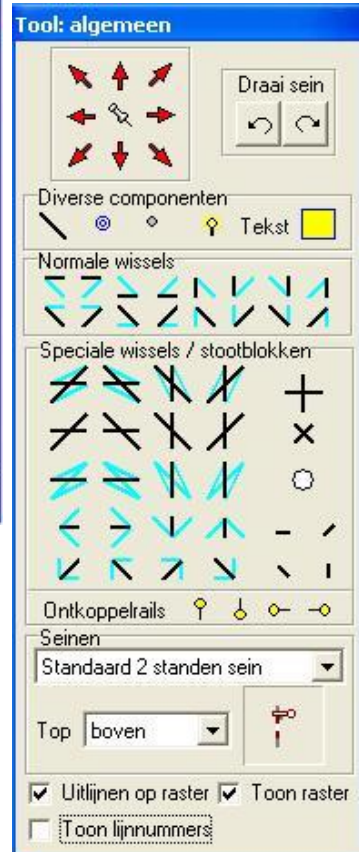 Tool: algemeen
Draai sein
Diverse componenten
Tekst
Normale wissels
Speciale wissels / stootblokken
Ontkoppelrails
Seinen
Standaard 2 standen sein
Top boven
Uitlijnen op raster Toon raster
Toon lijnnummers